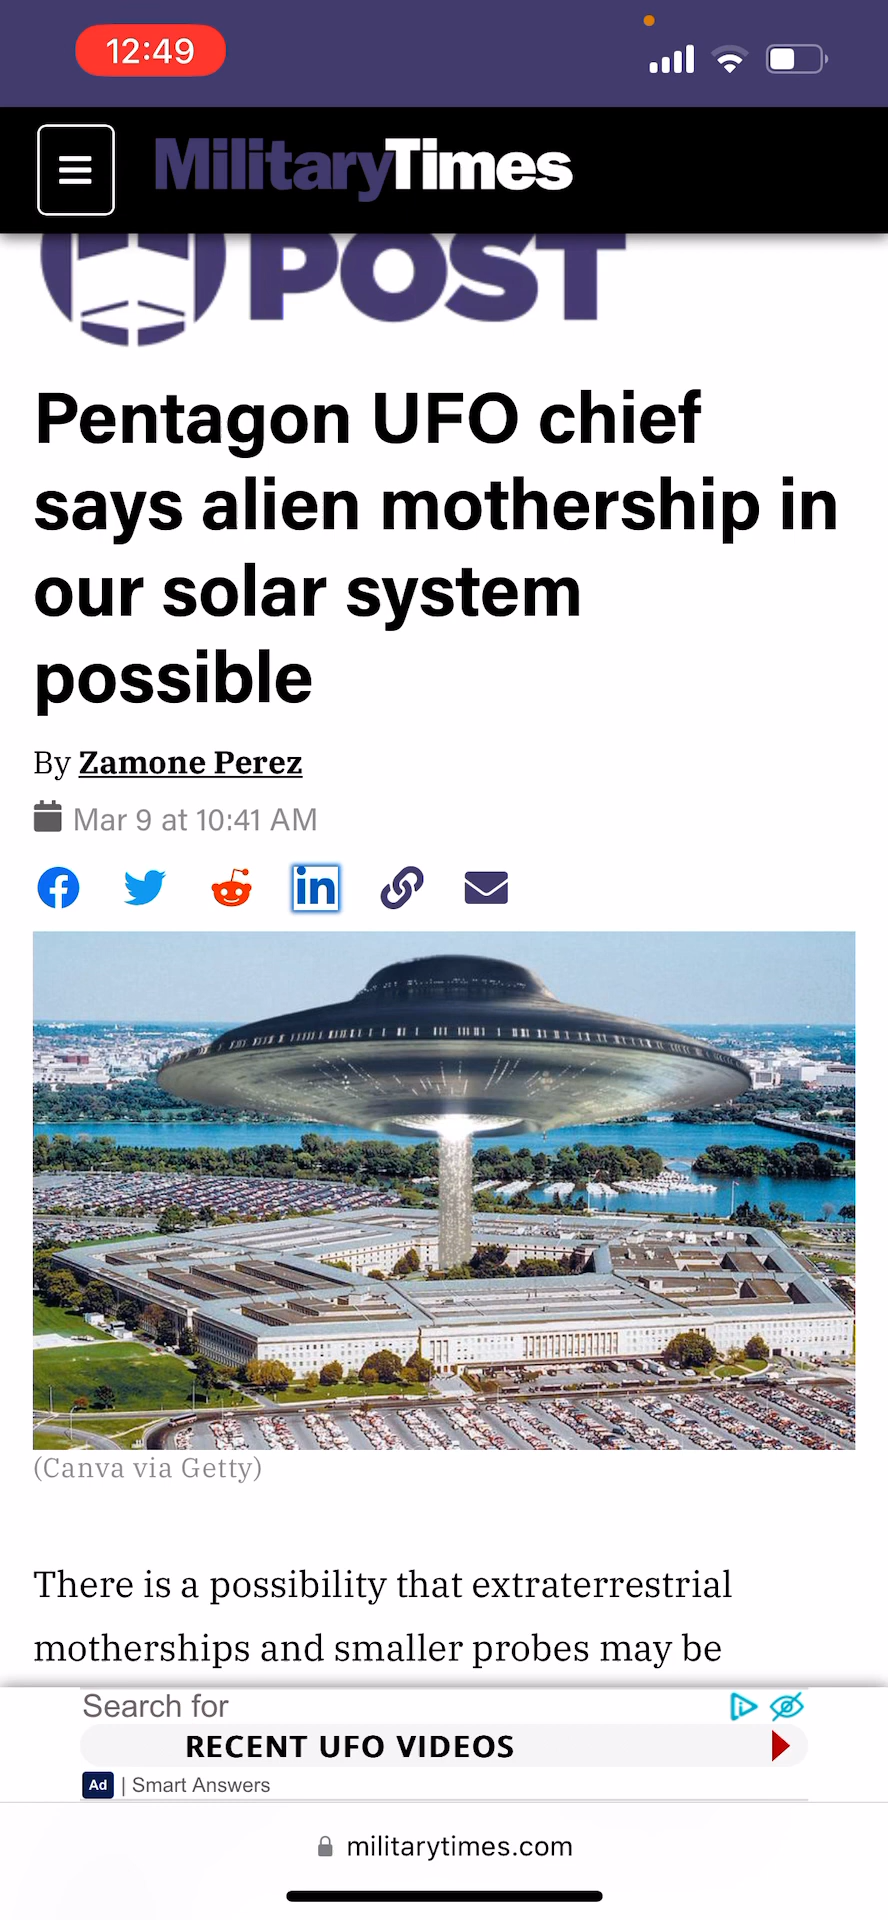 12:49
MilitaryTimes
POST
Pentagon UFO chief
says alien mothership in
our solar system
possible
By Zamone Perez
Mar 9 at 10:41 AM
in
(Canva via Getty)
There is a possibility that extraterrestrial
motherships and smaller probes may be
Search for
RECENT UFO VIDEOS
Ad | Smart Answers
militarytimes.com